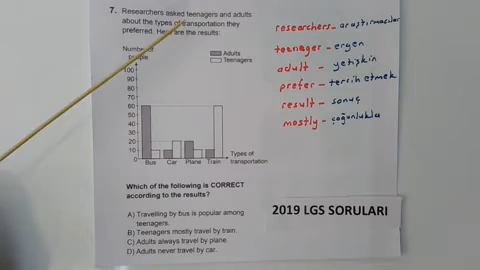 7. Researchers asked teenagers and adults
about the types of transportation they
preferred. Here are the results:
Number of
people
Adults
Teenagers
100
90
80
70
60
50
40
30
20
10
0
Bus Car Plane Train
Types of
transportation
Which of the following is CORRECT
according to the results?
A) Travelling by bus is popular among
teenagers.
B) Teenagers mostly travel by train.
C) Adults always travel by plane.
D) Adults never travel by car.
researchers - araştırmacılar
teenager - ergen
adult - yetişkin
prefer - tercih etmek
result - sonuç
mostly - çoğunlukla
2019 LGS SORULARI